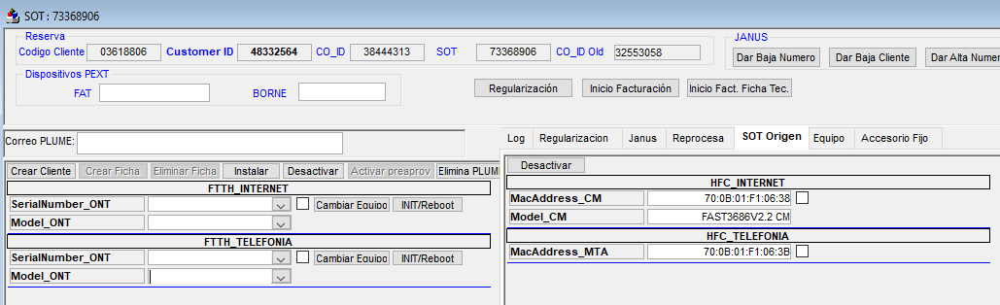 SOT : 73368906
Reserva
Codigo Cliente 03618806 Customer ID 48332564 CO_ID 38444313 SOT 73368906 CO_ID Old 32553058
JANUS
Dar Baja Numero Dar Baja Cliente Dar Alta Numer
Dispositivos PEXT
FAT BORNE
Regularización Inicio Facturación Inicio Fact. Ficha Tec.
Correo PLUME:
Crear Cliente Crear Ficha Eliminar Ficha Instalar Desactivar Activar preaprov Elimina PLUM
FTTH_INTERNET
SerialNumber_ONT Cambiar Equipo INIT/Reboot
Model_ONT
FTTH_TELEFONIA
SerialNumber_ONT Cambiar Equipo INIT/Reboot
Model_ONT
Log Regularizacion Janus Reprocesa SOT Origen Equipo Accesorio Fijo
Desactivar
HFC_INTERNET
MacAddress_CM 70:0B:01:F1:06:38
Model_CM FAST3686V2.2 CM
HFC_TELEFONIA
MacAddress_MTA 70:0B:01:F1:06:3B